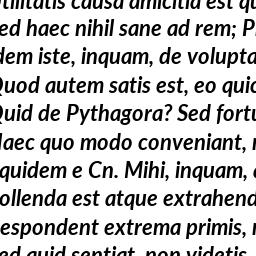 utilitatis causa amicitia est qu
sed haec nihil sane ad rem; P
dem iste, inquam, de volupta
Quod autem satis est, eo quic
Quid de Pythagora? Sed fortu
Haec quo modo conveniant, n
quidem e Cn. Mihi, inquam,
ollenda est atque extrahend
espondent extrema primis,
ed quid sentiat, non videtis